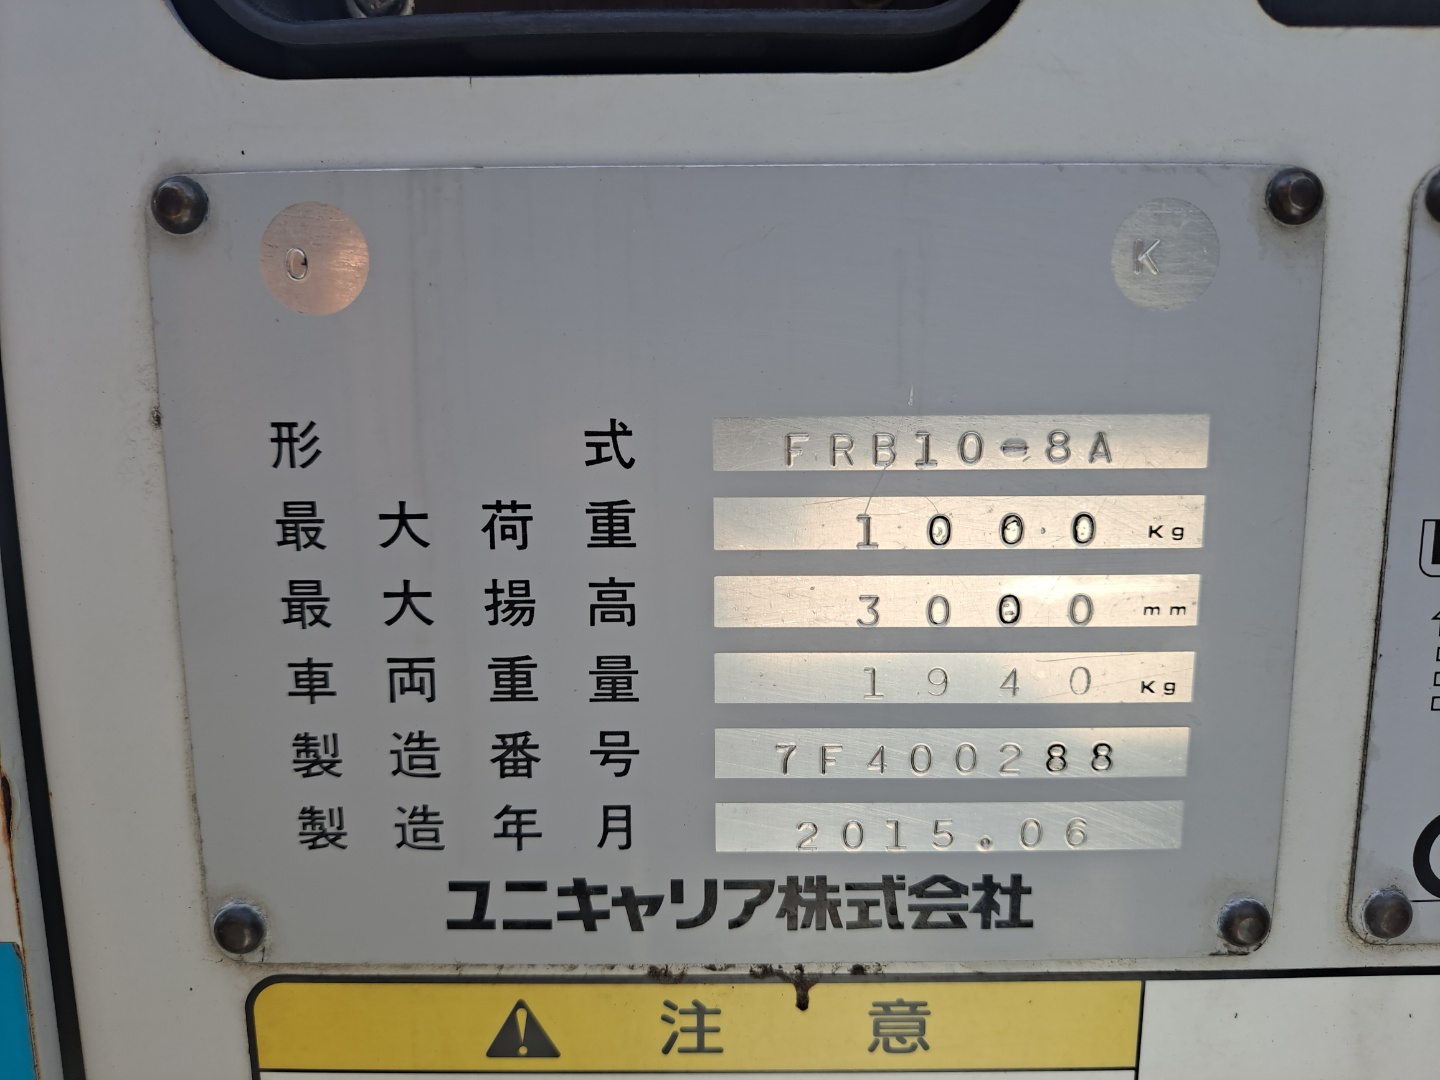 O K
形式 FRB10-8A
最大荷重 1000 Kg
最大揚高 3000 mm
車両重量 1940 Kg
製造番号 7F400288
製造年月 2015.06
ユニキャリア株式会社
注意